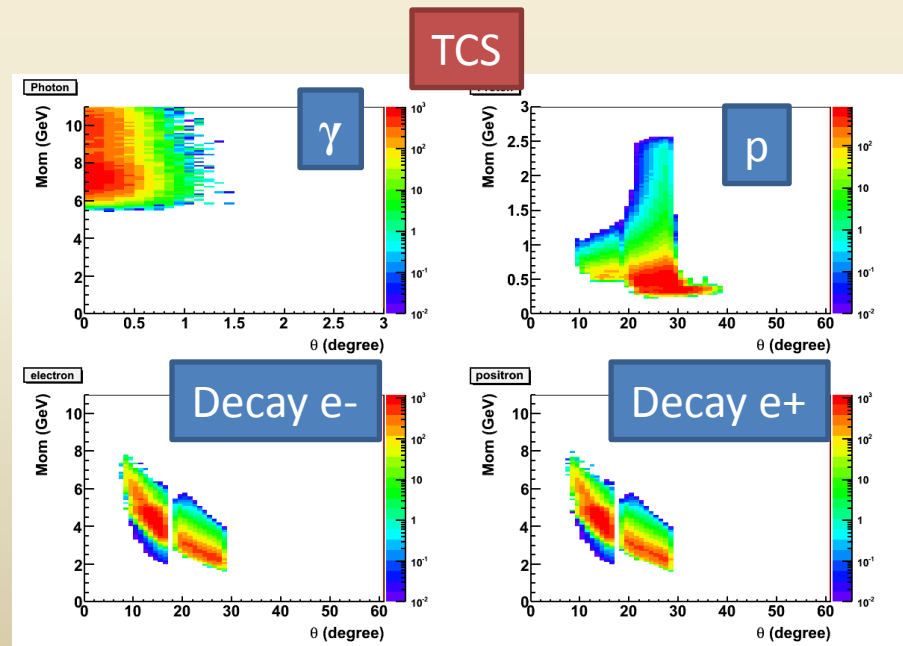 TCS
Photon
γ
Mom (GeV)
10
8
6
4
2
0
0 0.5 1 1.5 2 2.5 3
θ (degree)
10³
10²
10
1
10⁻¹
10⁻²
p
Mom (GeV)
3
2.5
2
1.5
1
0.5
0
0 10 20 30 40 50 60
θ (degree)
10²
10
1
10⁻¹
10⁻²
electron
Decay e-
Mom (GeV)
10
8
6
4
2
0
0 10 20 30 40 50 60
θ (degree)
10³
10²
10
1
10⁻¹
10⁻²
positron
Decay e+
Mom (GeV)
10
8
6
4
2
0
0 10 20 30 40 50 60
θ (degree)
10³
10²
10
1
10⁻¹
10⁻²